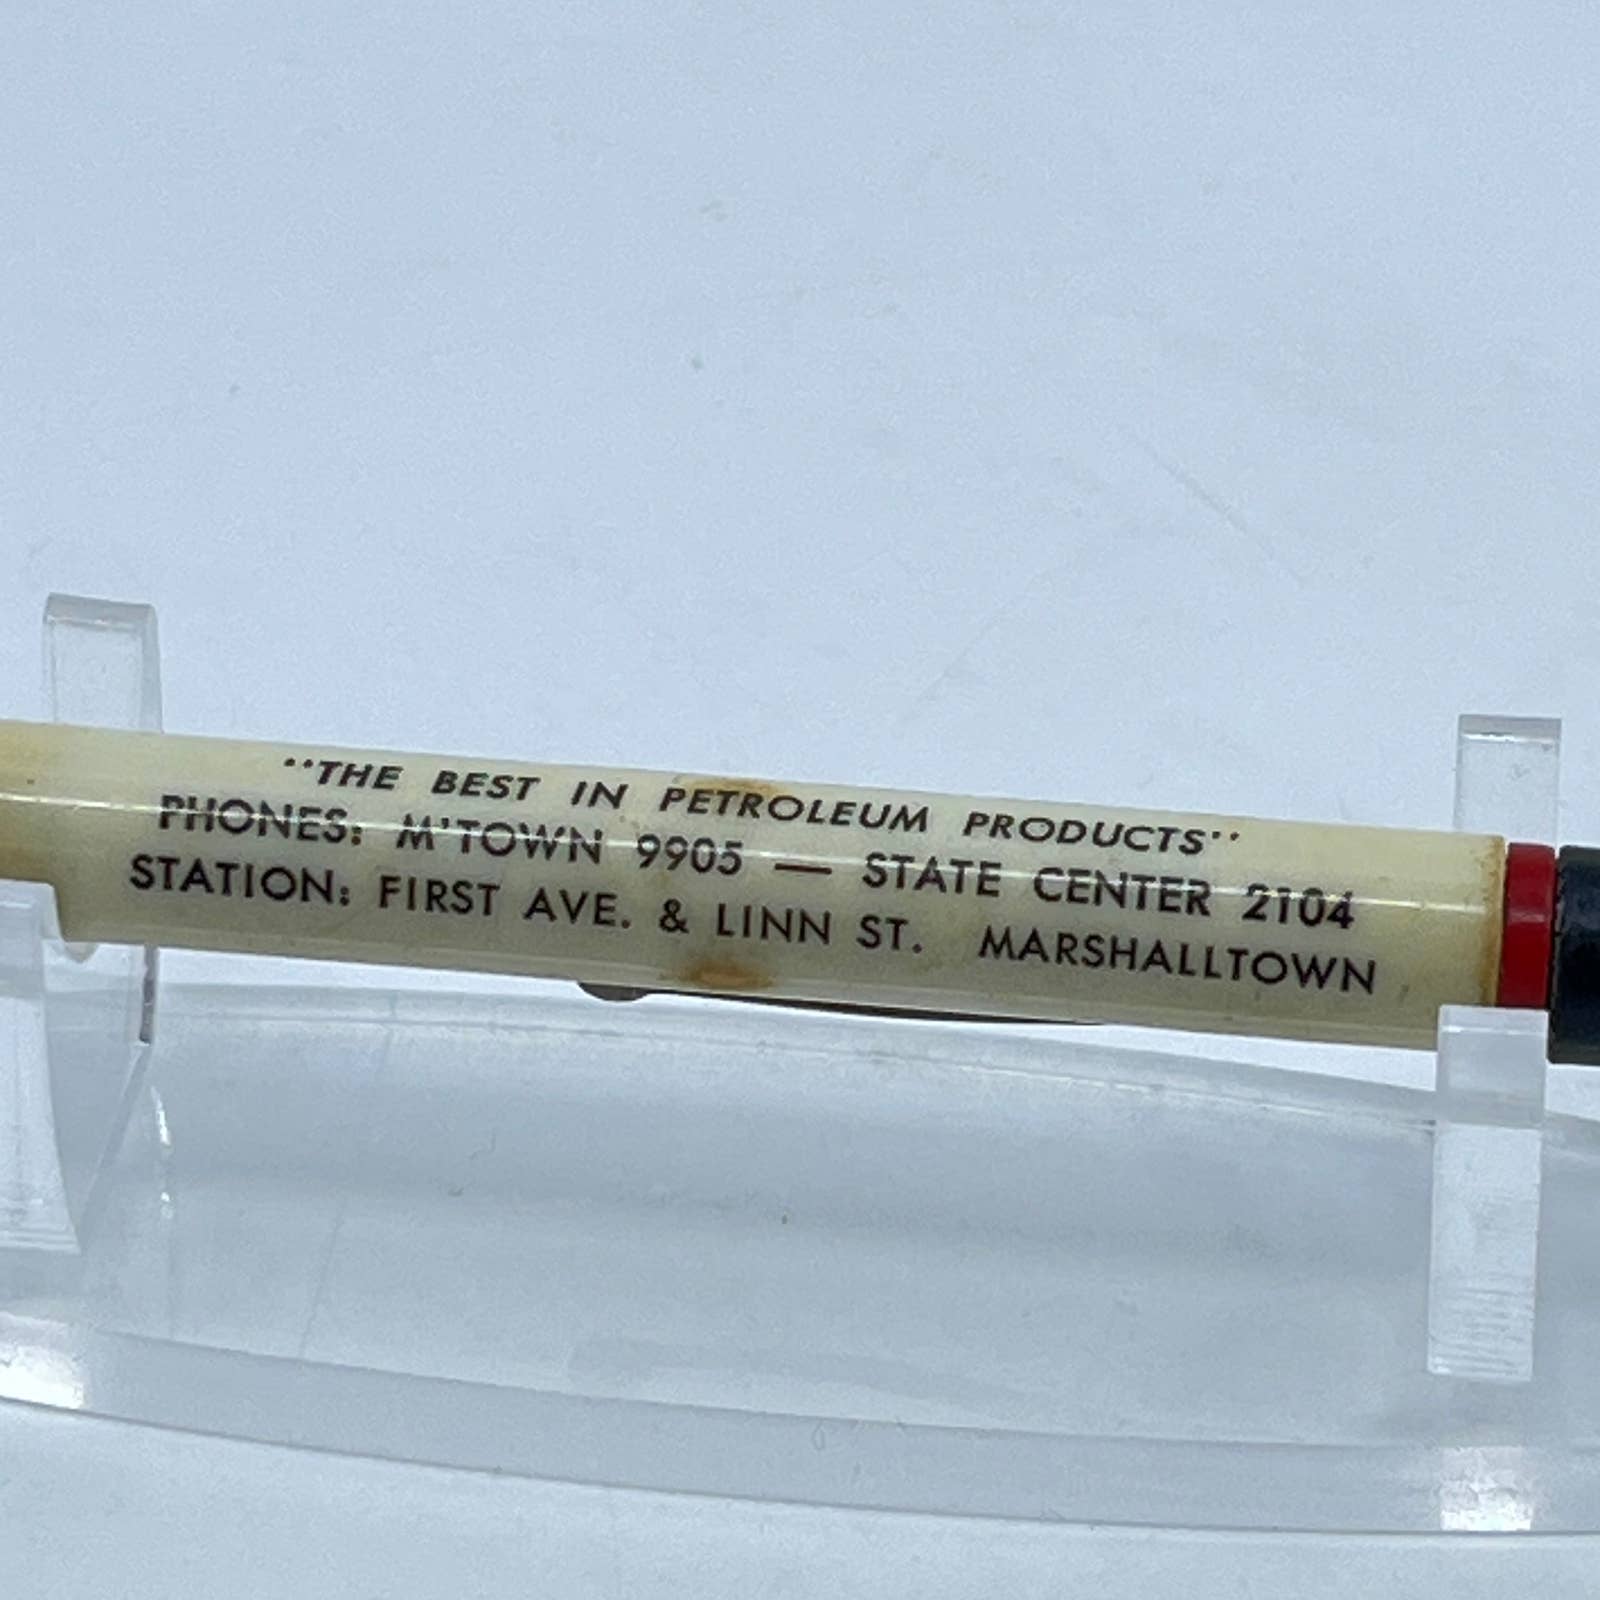 "THE BEST IN PETROLEUM PRODUCTS"
PHONES: M'TOWN 9905 — STATE CENTER 2104
STATION: FIRST AVE. & LINN ST. MARSHALLTOWN